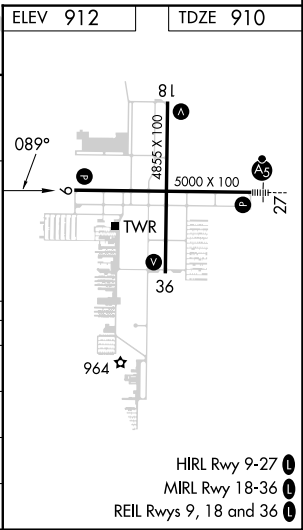 ELEV 912
TDZE 910
18
V
089°
4855 X 100
A5
P
5000 X 100
9
P
27
TWR
V
36
964
HIRL Rwy 9-27 L
MIRL Rwy 18-36 L
REIL Rwys 9, 18 and 36 L